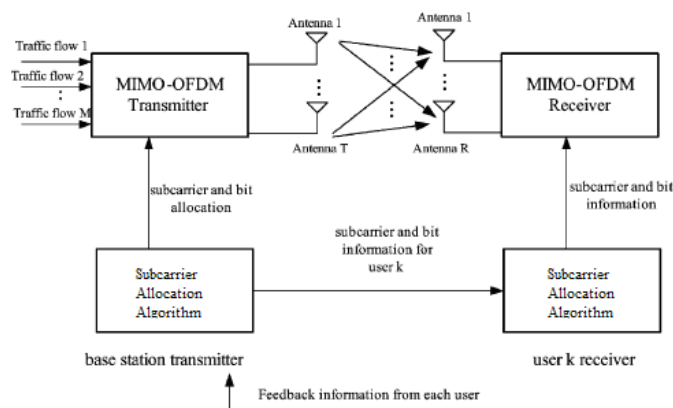 Antenna 1
Antenna 1
Traffic flow 1
Traffic flow 2
Traffic flow M
MIMO-OFDM
Transmitter
MIMO-OFDM
Receiver
Antenna T
Antenna R
subcarrier and bit
allocation
subcarrier and bit
information for
user k
subcarrier and bit
information
Subcarrier
Allocation
Algorithm
Subcarrier
Allocation
Algorithm
base station transmitter
user k receiver
Feedback information from each user